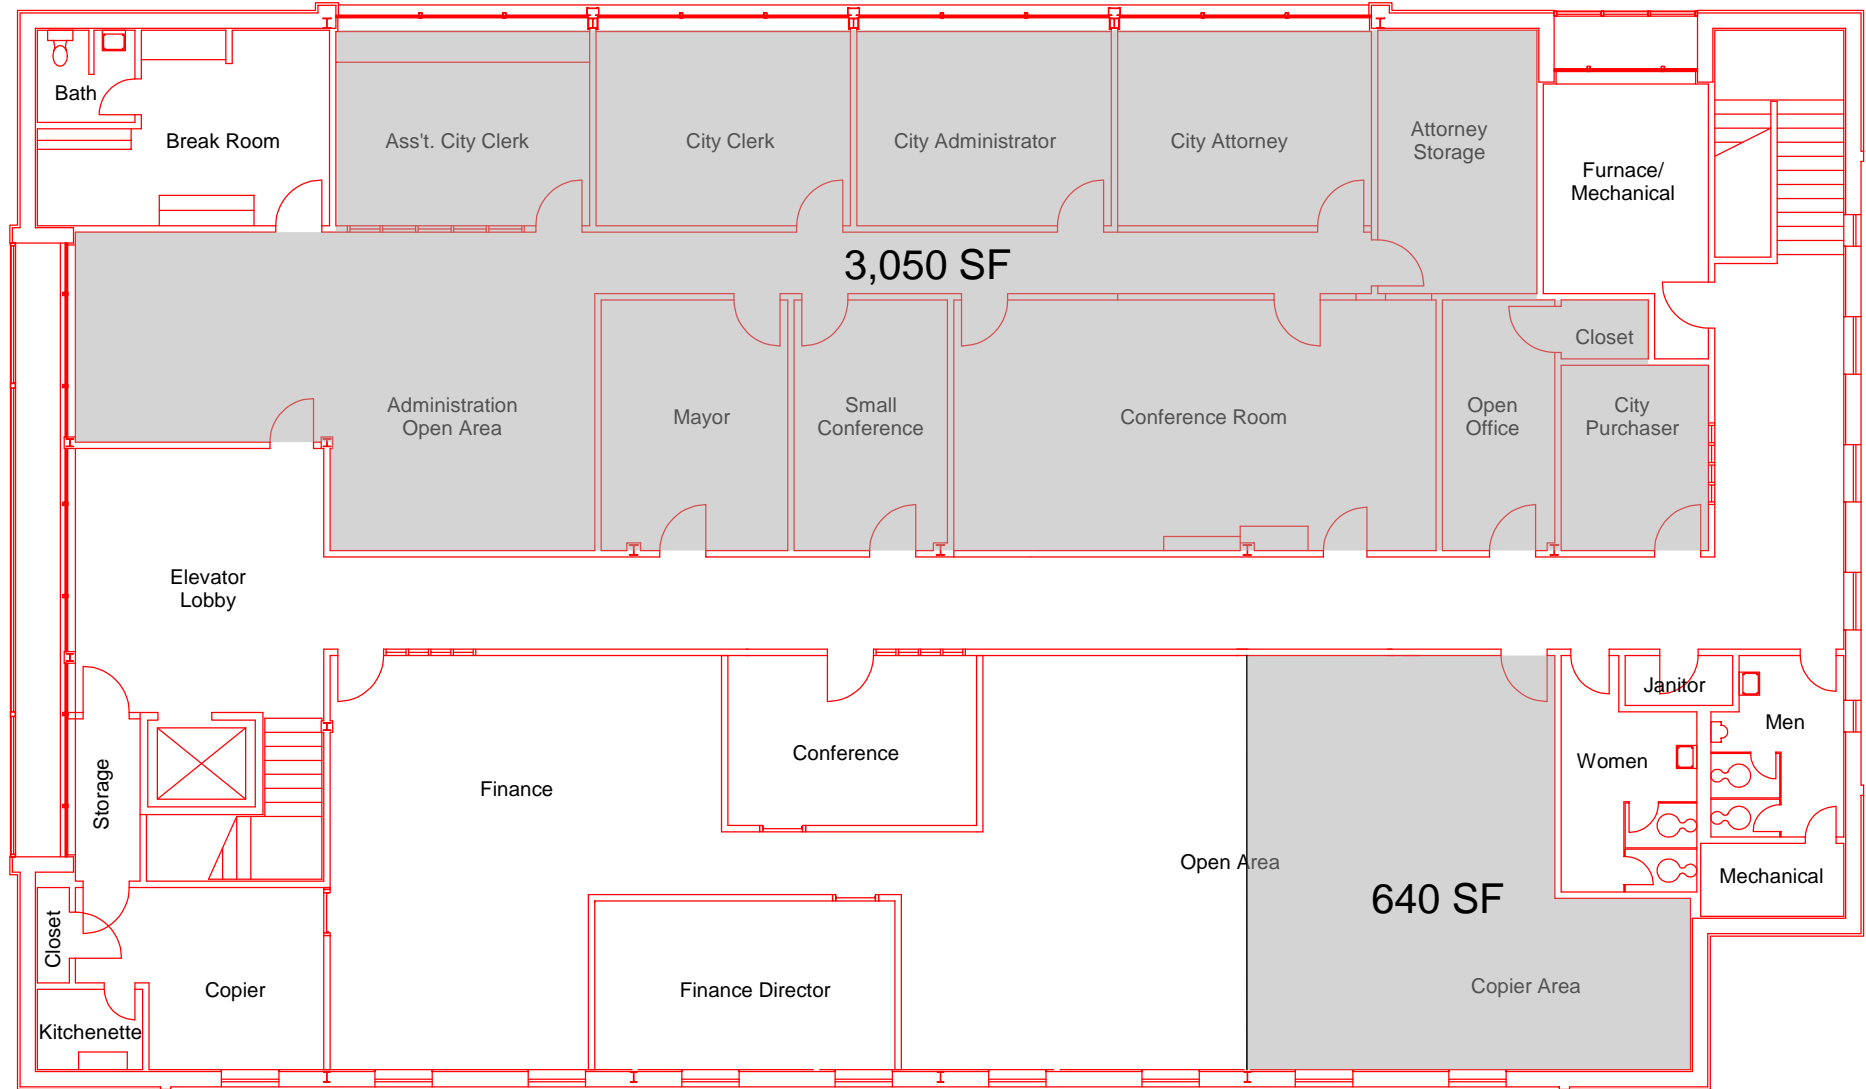 Bath
Break Room
Ass't. City Clerk
City Clerk
City Administrator
City Attorney
Attorney
Storage
Furnace/
Mechanical
3,050 SF
Closet
Administration
Open Area
Mayor
Small
Conference
Conference Room
Open
Office
City
Purchaser
Elevator
Lobby
Janitor
Men
Women
Storage
Finance
Conference
Open Area
640 SF
Mechanical
Closet
Copier
Finance Director
Copier Area
Kitchenette